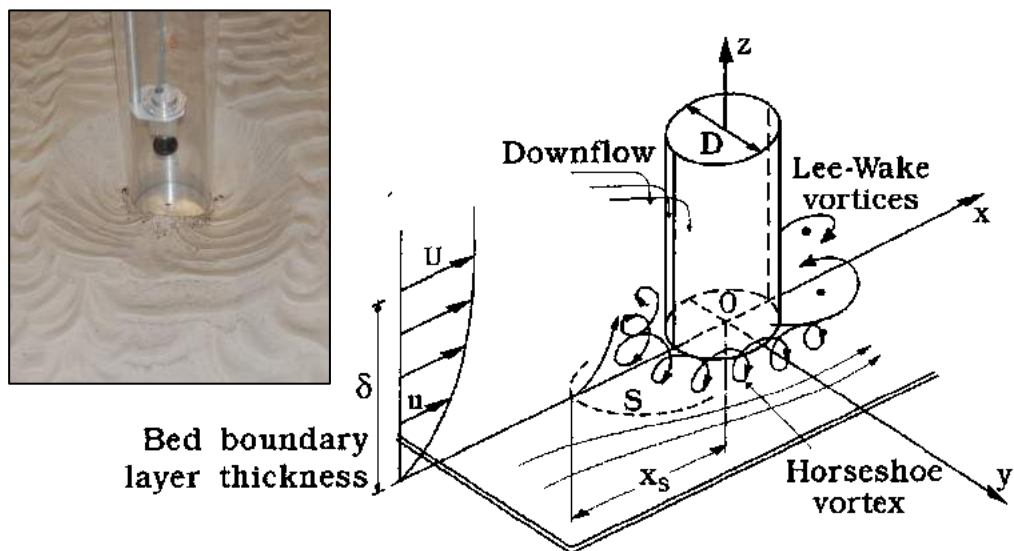 z
Downflow
D
Lee-Wake
vortices
x
U
O
δ
u
S
Bed boundary
layer thickness
x_s
Horseshoe
vortex
y